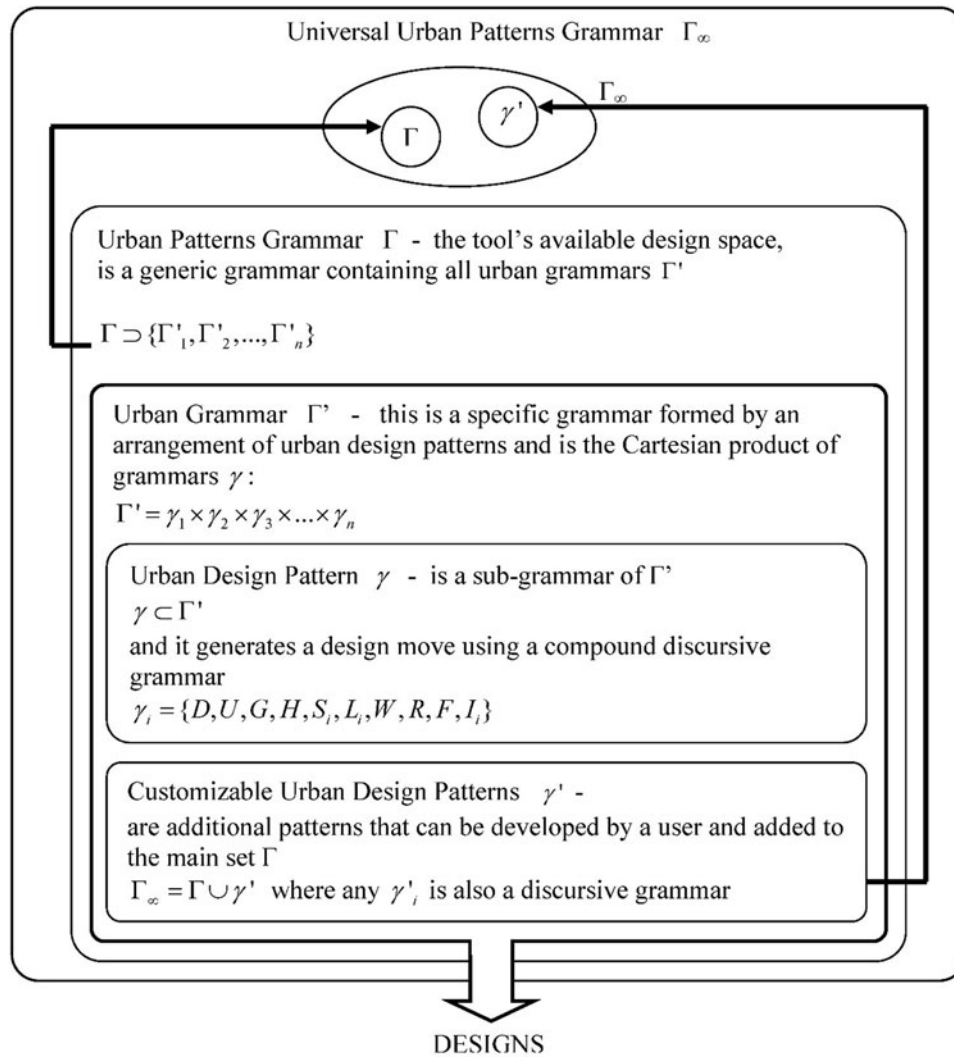 Universal Urban Patterns Grammar Γ∞
Γ∞
Γ
γ'
Urban Patterns Grammar Γ - the tool's available design space,
is a generic grammar containing all urban grammars Γ'
Γ⊃{Γ'₁,Γ'₂,...,Γ'ₙ}
Urban Grammar Γ’ - this is a specific grammar formed by an
arrangement of urban design patterns and is the Cartesian product of
grammars γ:
Γ'=γ₁×γ₂×γ₃×...×γₙ
Urban Design Pattern γ - is a sub-grammar of Γ’
γ⊂Γ'
and it generates a design move using a compound discursive
grammar
γᵢ={D,U,G,H,Sᵢ,Lᵢ,W,R,F,Iᵢ}
Customizable Urban Design Patterns γ' -
are additional patterns that can be developed by a user and added to
the main set Γ
Γ∞=Γ∪γ' where any γ'ᵢ is also a discursive grammar
DESIGNS